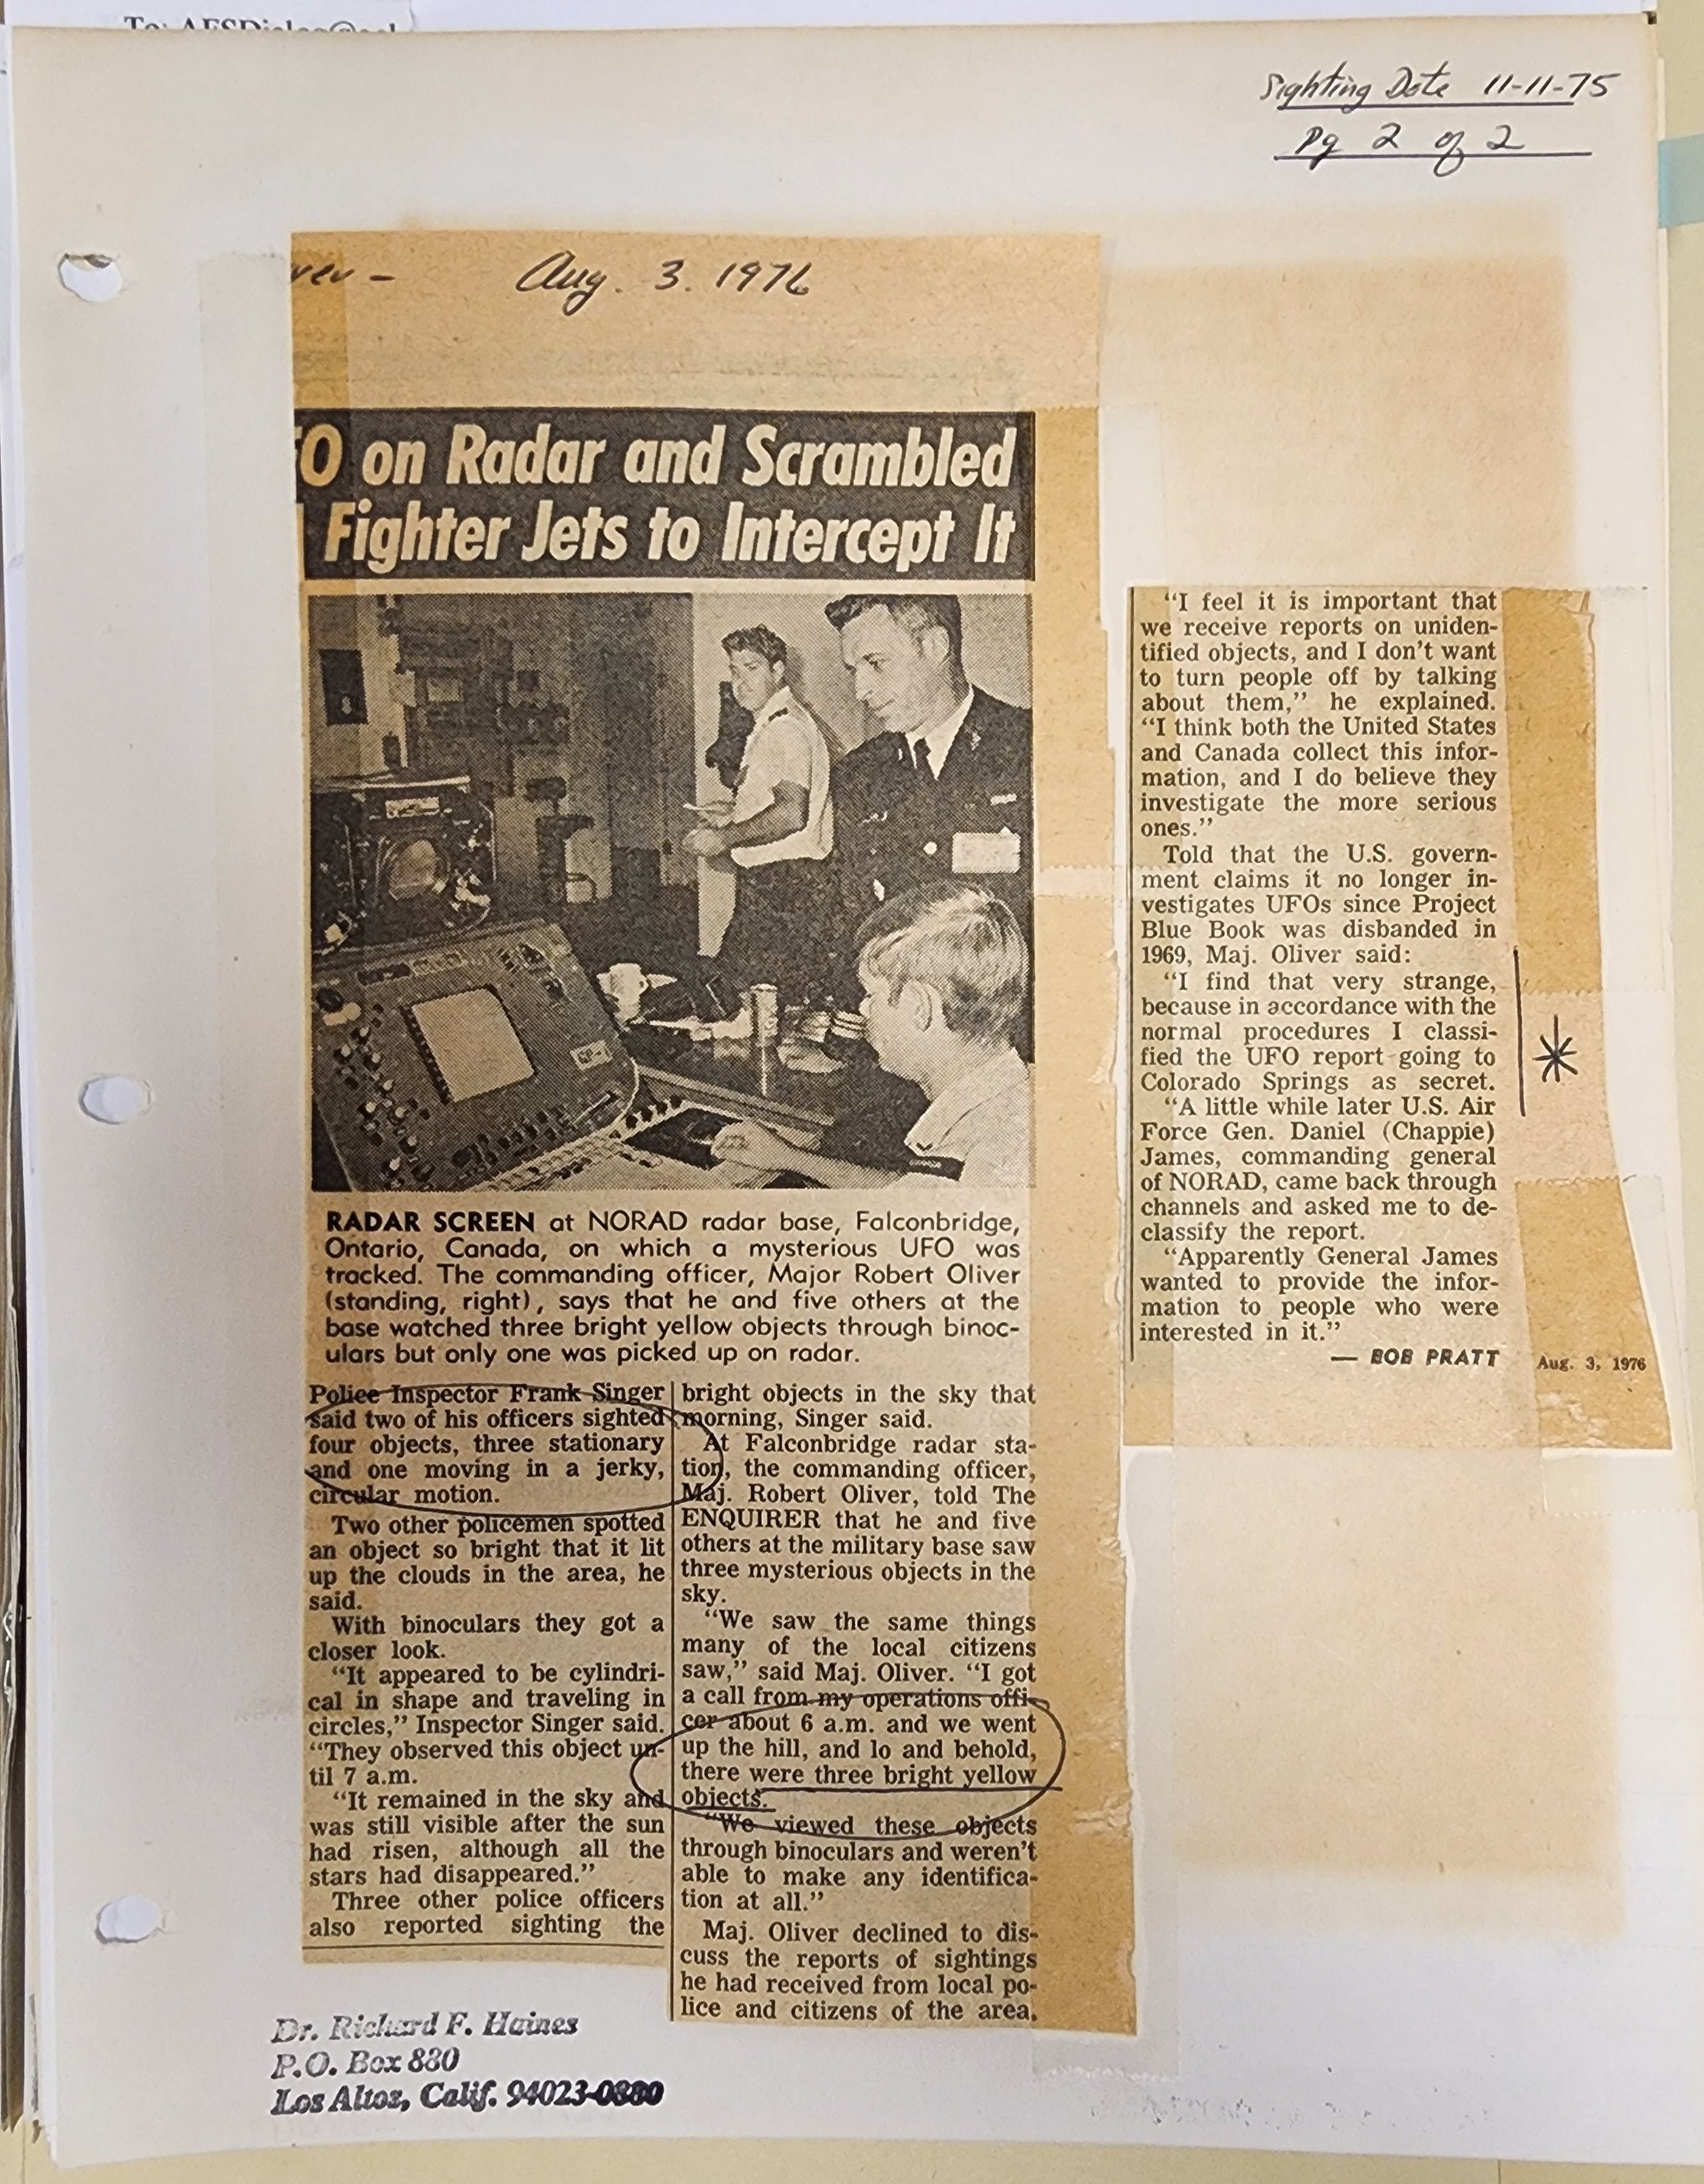 Sighting Date 11-11-75
Pg 2 of 2
Aug. 3. 1976
O on Radar and Scrambled
Fighter Jets to Intercept It
RADAR SCREEN at NORAD radar base, Falconbridge,
Ontario, Canada, on which a mysterious UFO was
tracked. The commanding officer, Major Robert Oliver
(standing, right), says that he and five others at the
base watched three bright yellow objects through binoc-
ulars but only one was picked up on radar.
Police Inspector Frank Singer
said two of his officers sighted
four objects, three stationary
and one moving in a jerky,
circular motion.
Two other policemen spotted
an object so bright that it lit
up the clouds in the area, he
said.
With binoculars they got a
closer look.
"It appeared to be cylindri-
cal in shape and traveling in
circles," Inspector Singer said.
"They observed this object un-
til 7 a.m.
"It remained in the sky and
was still visible after the sun
had risen, although all the
stars had disappeared."
Three other police officers
also reported sighting the
bright objects in the sky that
morning, Singer said.
At Falconbridge radar sta-
tion, the commanding officer,
Maj. Robert Oliver, told The
ENQUIRER that he and five
others at the military base saw
three mysterious objects in the
sky.
"We saw the same things
many of the local citizens
saw," said Maj. Oliver. "I got
a call from my operations offi-
cer about 6 a.m. and we went
up the hill, and lo and behold,
there were three bright yellow
objects.
"We viewed these objects
through binoculars and weren't
able to make any identifica-
tion at all."
Maj. Oliver declined to dis-
cuss the reports of sightings
he had received from local po-
lice and citizens of the area.
"I feel it is important that
we receive reports on uniden-
tified objects, and I don't want
to turn people off by talking
about them," he explained.
"I think both the United States
and Canada collect this infor-
mation, and I do believe they
investigate the more serious
ones."
Told that the U.S. govern-
ment claims it no longer in-
vestigates UFOs since Project
Blue Book was disbanded in
1969, Maj. Oliver said:
"I find that very strange,
because in accordance with the
normal procedures I classi-
fied the UFO report going to
Colorado Springs as secret.
"A little while later U.S. Air
Force Gen. Daniel (Chappie)
James, commanding general
of NORAD, came back through
channels and asked me to de-
classify the report.
"Apparently General James
wanted to provide the infor-
mation to people who were
interested in it."
— BOB PRATT
Aug. 3, 1976
Dr. Richard F. Haines
P.O. Box 880
Los Altos, Calif. 94023-0880